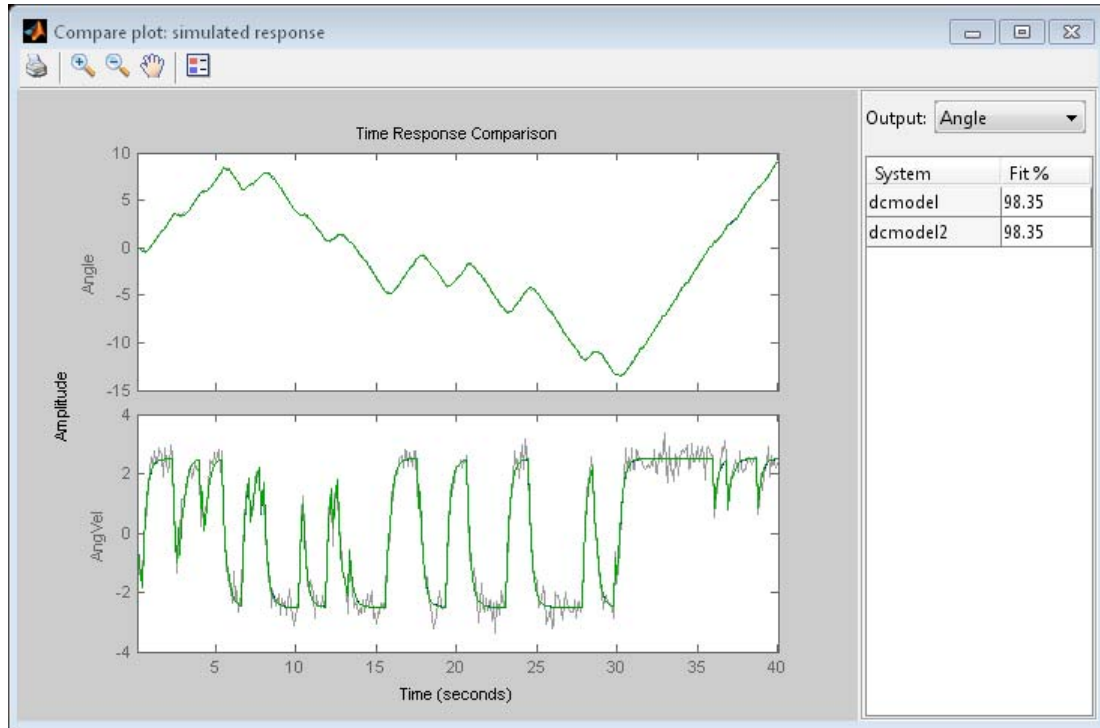 Compare plot: simulated response
Time Response Comparison
10
5
0
-5
-10
-15
Angle
Amplitude
4
2
0
-2
-4
AngVel
5 10 15 20 25 30 35 40
Time (seconds)
Output: Angle
System Fit %
dcmodel 98.35
dcmodel2 98.35